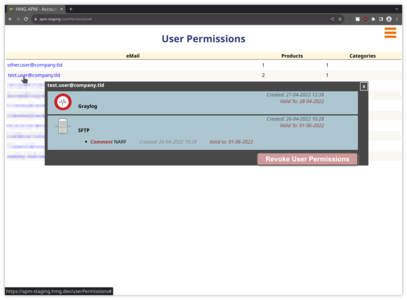 HMG APM - Accou
apm-staging
User Permissions
eMail Products Categories
other.user@company.tld 1 1
test.user@company.tld 2 1
test.user@company.tld x
Created: 27-04-2022 12:38
Valid To: 28-04-2022
Graylog
Created: 26-04-2022 10:28
Valid To: 01-06-2022
SFTP
Comment NARF Created: 26-04-2022 10:28 Valid to: 01-06-2022
Revoke User Permissions
https://apm-staging.hmg.dev/userPermissions#